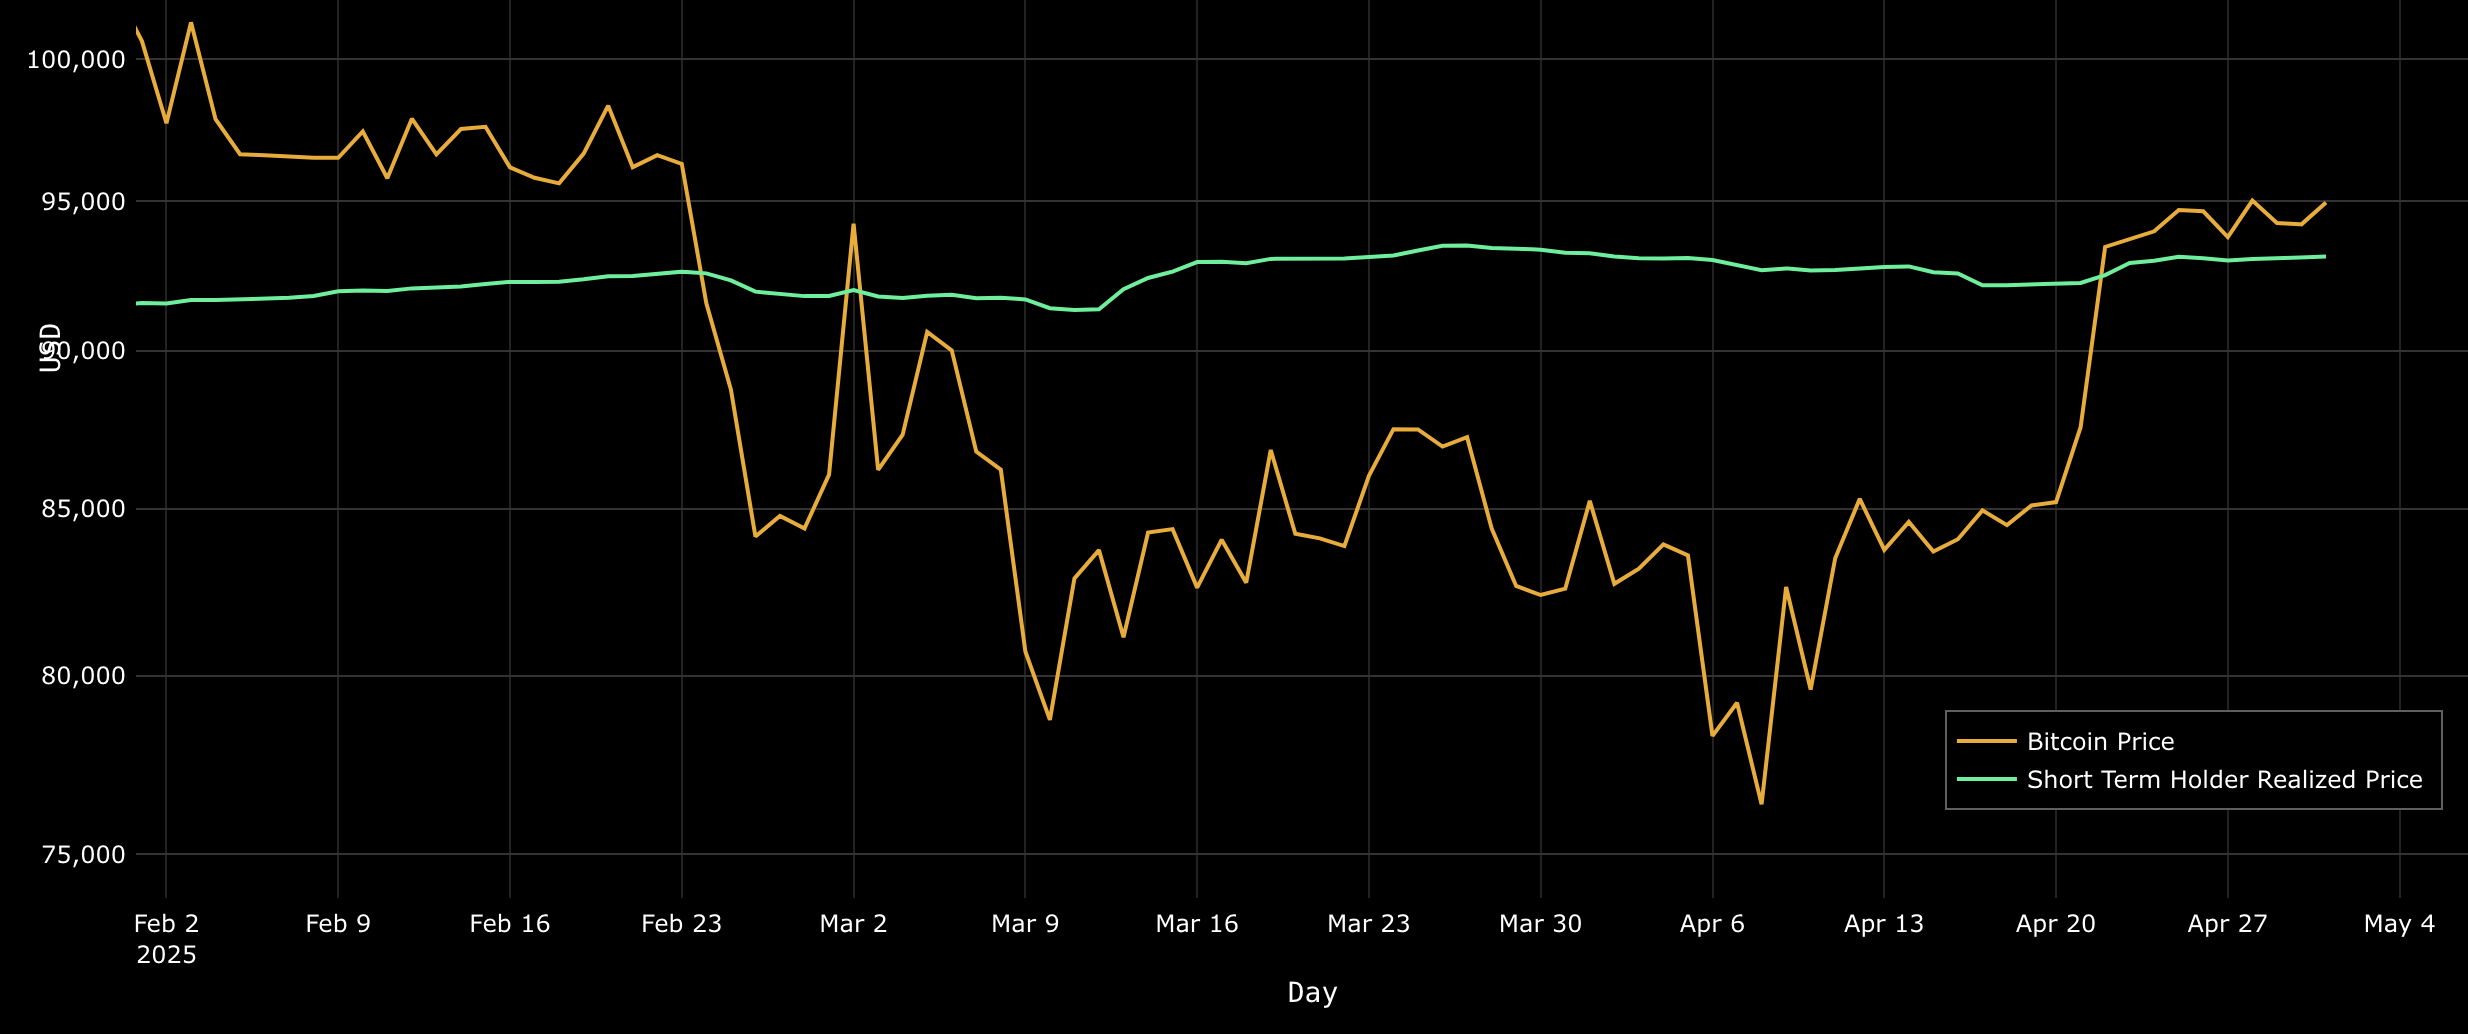 100,000
95,000
90,000
85,000
80,000
75,000
USD
Bitcoin Price
Short Term Holder Realized Price
Feb 2 Feb 9 Feb 16 Feb 23 Mar 2 Mar 9 Mar 16 Mar 23 Mar 30 Apr 6 Apr 13 Apr 20 Apr 27 May 4
2025
Day